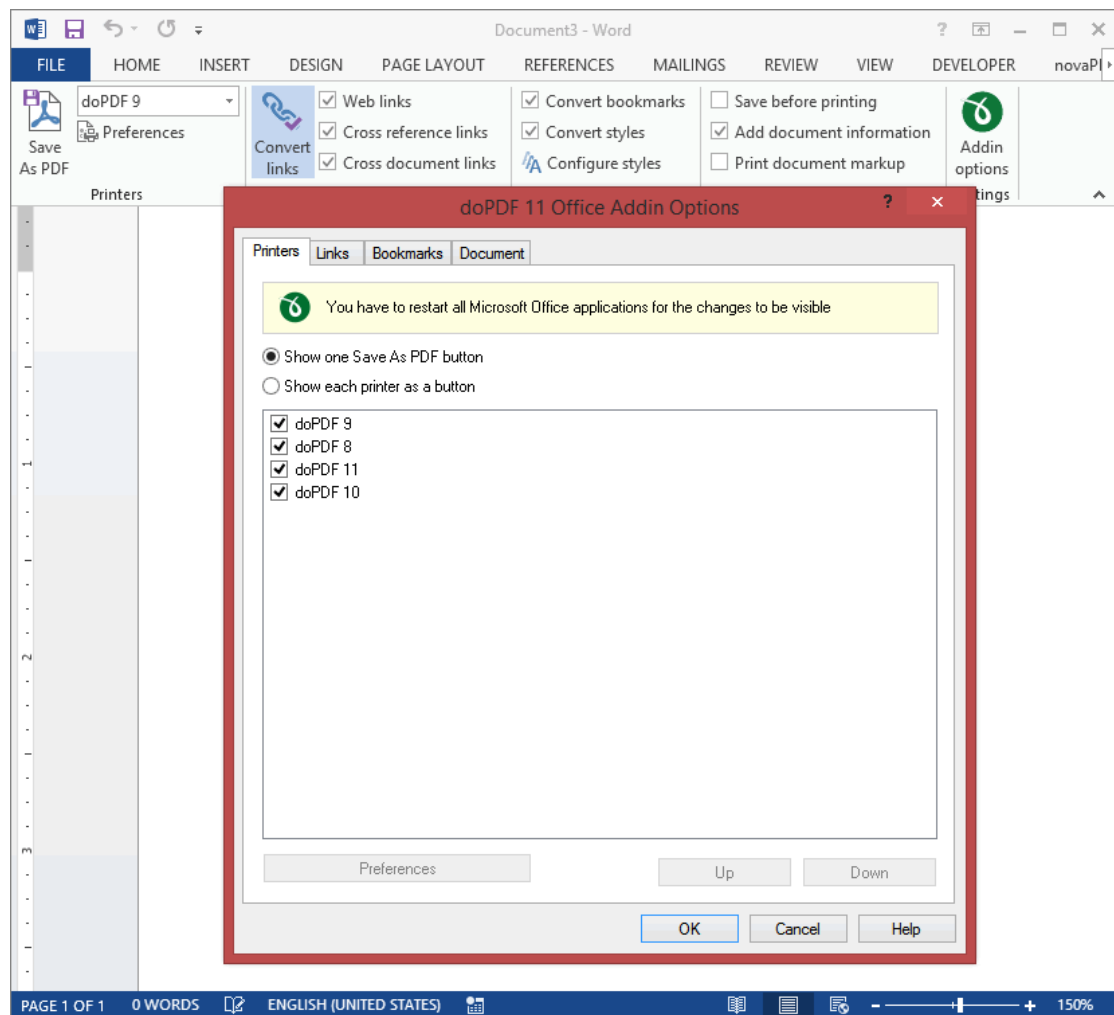 Document3 - Word
FILE HOME INSERT DESIGN PAGE LAYOUT REFERENCES MAILINGS REVIEW VIEW DEVELOPER novaP
Save
As PDF
doPDF 9
Preferences
Printers
Convert
links
Web links
Cross reference links
Cross document links
Convert bookmarks
Convert styles
Configure styles
Save before printing
Add document information
Print document markup
Addin
options
tings
doPDF 11 Office Addin Options
Printers Links Bookmarks Document
You have to restart all Microsoft Office applications for the changes to be visible
Show one Save As PDF button
Show each printer as a button
doPDF 9
doPDF 8
doPDF 11
doPDF 10
Preferences Up Down
OK Cancel Help
1
2
3
PAGE 1 OF 1 0 WORDS ENGLISH (UNITED STATES) 150%